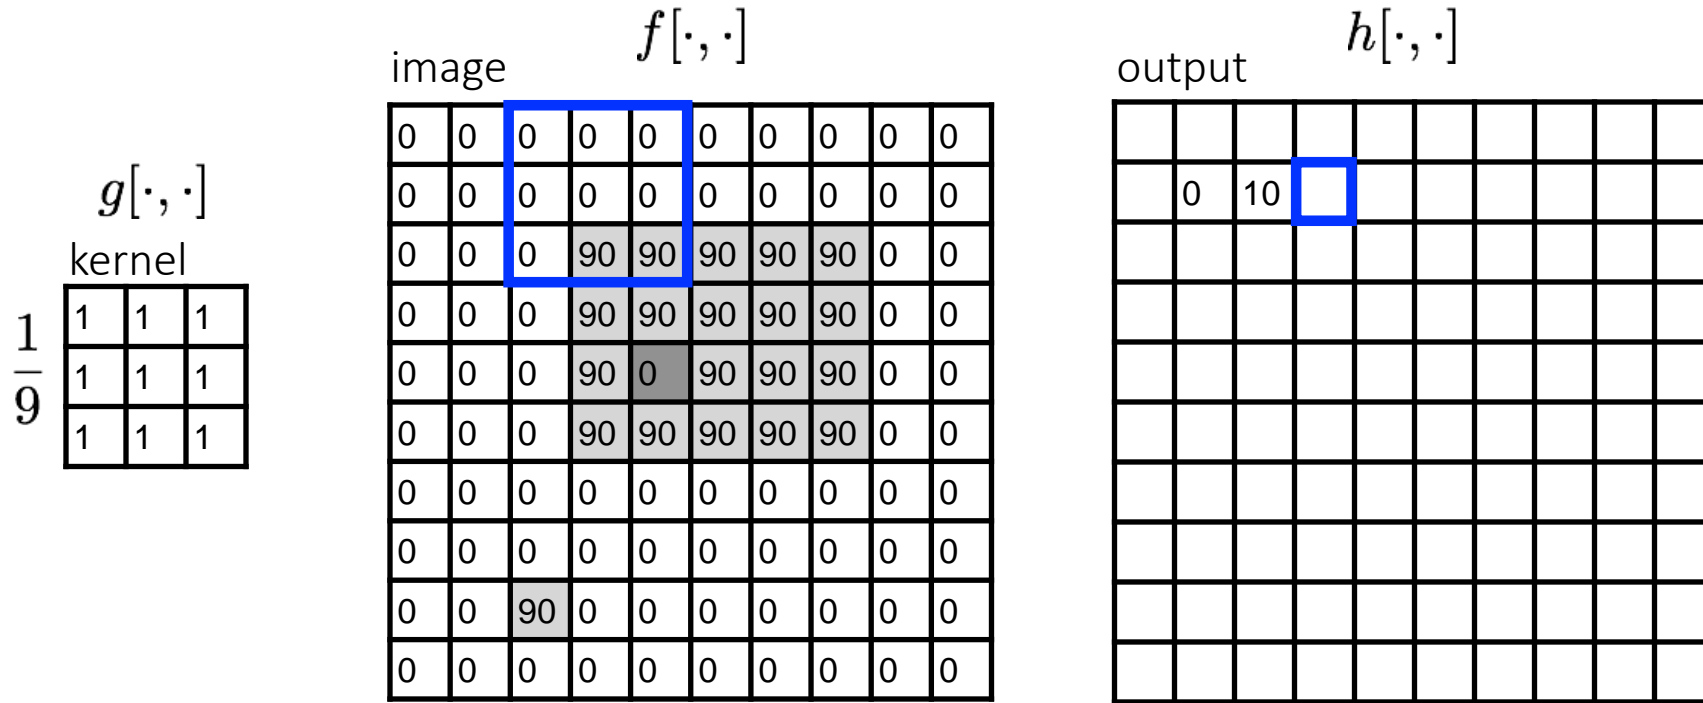 f[·, ·]
h[·, ·]
image
output
g[·, ·]
kernel
1/9
1 1 1
1 1 1
1 1 1
0 0 0 0 0 0 0 0 0 0
0 0 0 0 0 0 0 0 0 0
0 0 0 90 90 90 90 90 0 0
0 0 0 90 90 90 90 90 0 0
0 0 0 90 0 90 90 90 0 0
0 0 0 90 90 90 90 90 0 0
0 0 0 0 0 0 0 0 0 0
0 0 0 0 0 0 0 0 0 0
0 0 90 0 0 0 0 0 0 0
0 0 0 0 0 0 0 0 0 0
0 10